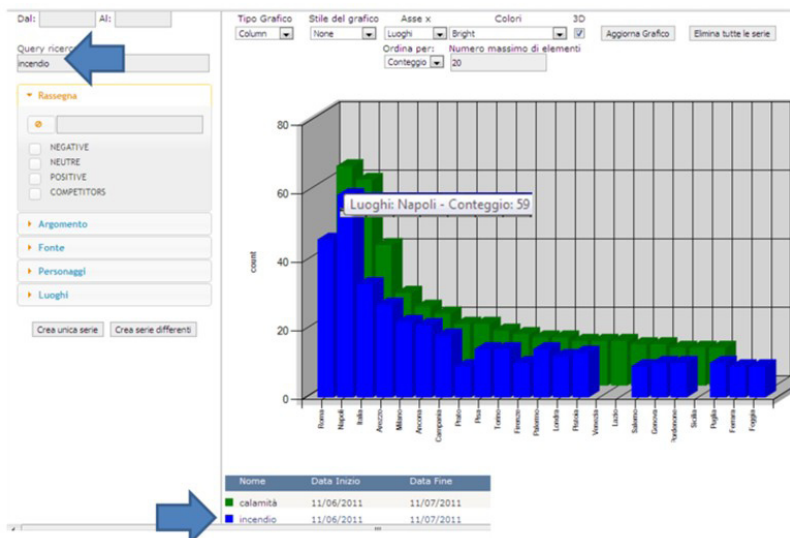 Dal: Al:
Query ricerc
incendio
Rassegna
NEGATIVE
NEUTRE
POSITIVE
COMPETITORS
Argomento
Fonte
Personaggi
Luoghi
Crea unica serie Crea serie differenti
Tipo Grafico Stile del grafico Asse x Colori 3D
Column None Luoghi Bright Aggiorna Grafico Elimina tutte le serie
Ordina per: Numero massimo di elementi
Conteggio 20
80
60
40
20
0
count
Luoghi: Napoli - Conteggio: 59
Roma
Napoli
Italia
Arezzo
Milano
Ancona
Campania
Prato
Pisa
Torino
Firenze
Palermo
Londra
Pistoia
Venezia
Lazio
Salerno
Genova
Pordenone
Sicilia
Puglia
Ferrara
Foggia
Nome Data Inizio Data Fine
calamità 11/06/2011 11/07/2011
incendio 11/06/2011 11/07/2011